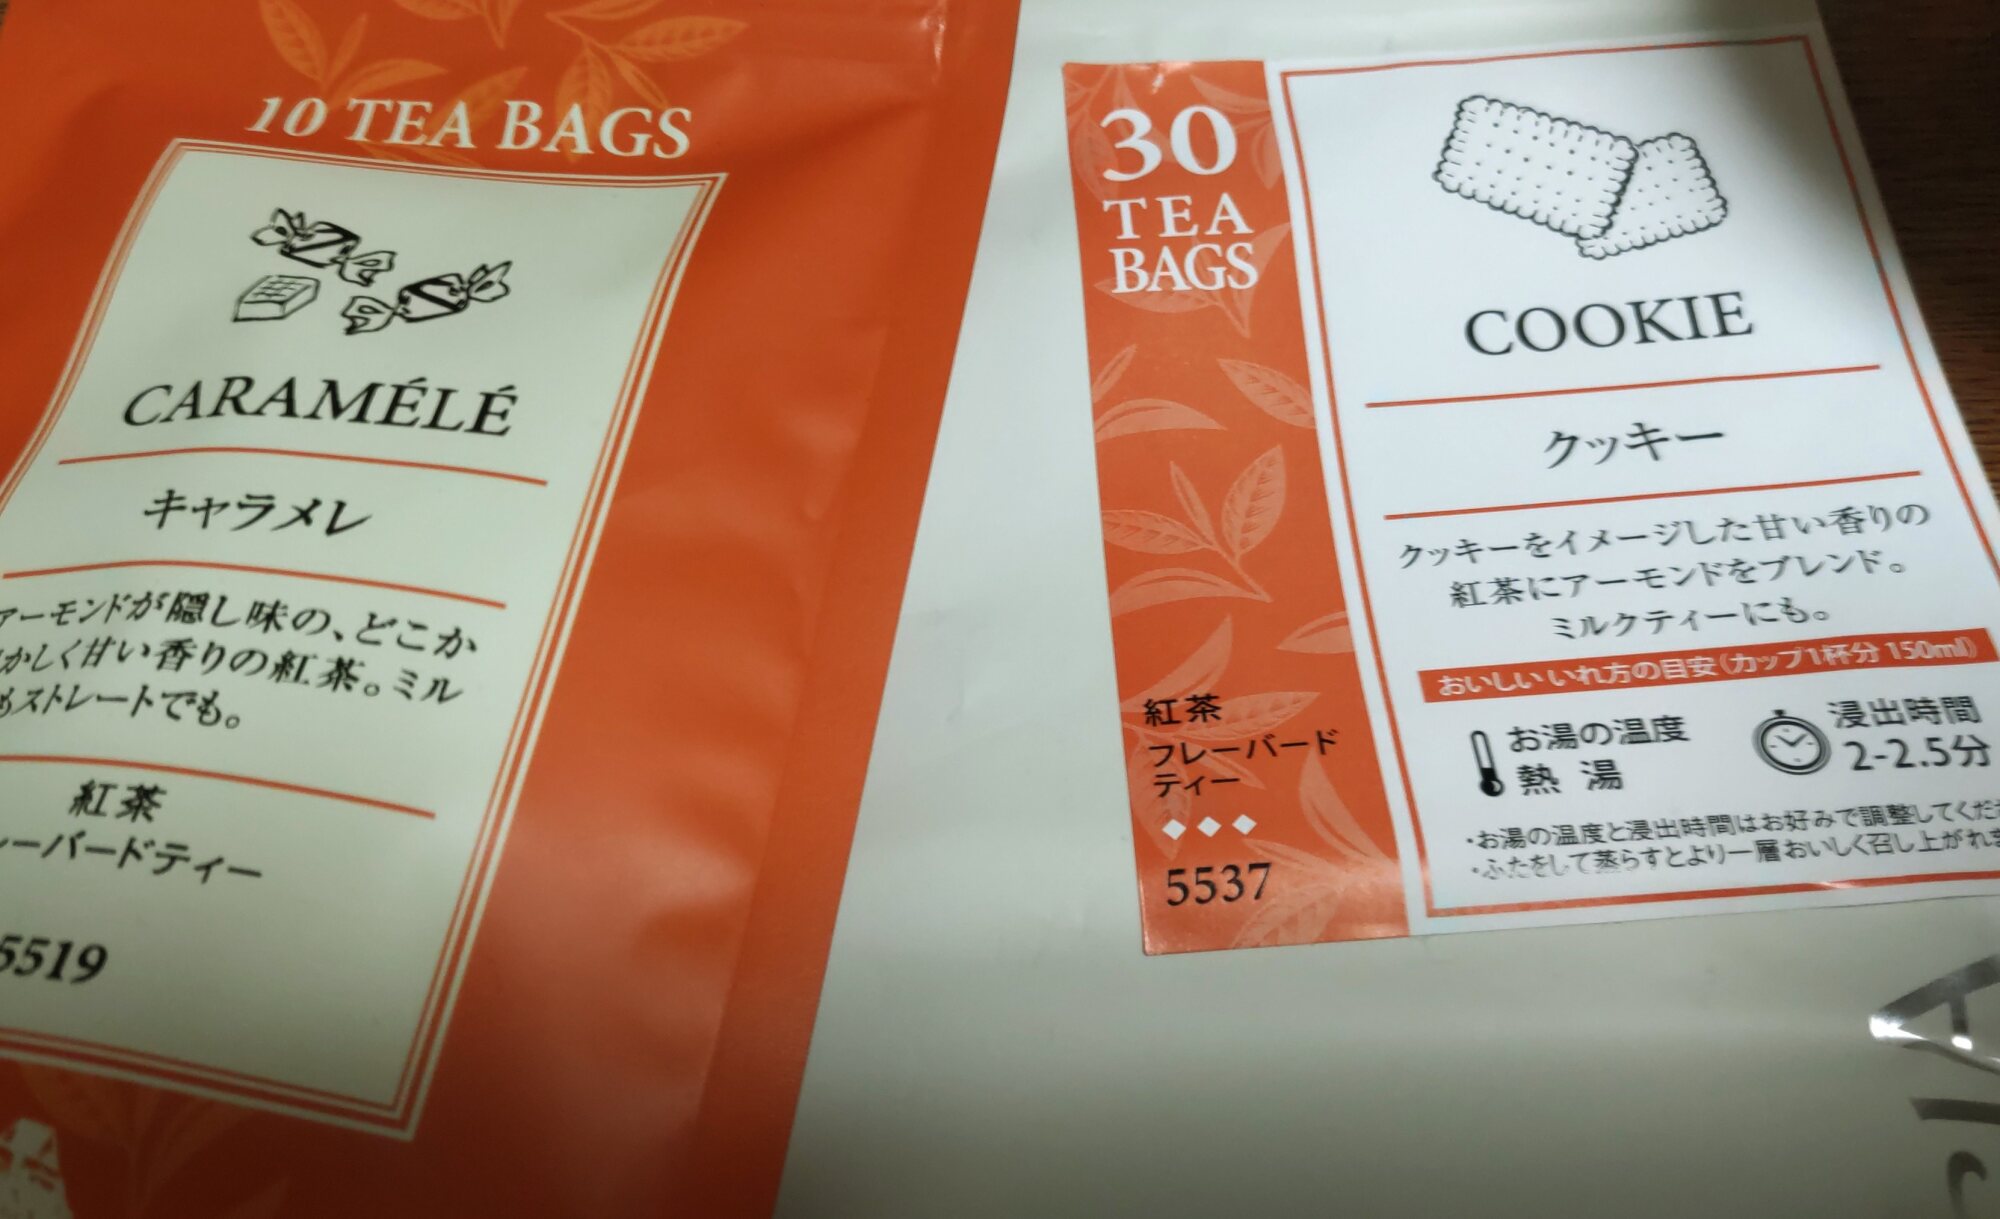 10 TEA BAGS
CARAMÉLÉ
キャラメレ
アーモンドが隠し味の、どこか
かしく甘い香りの紅茶。ミル
もストレートでも。
紅茶
レーバードティー
5519
30
TEA
BAGS
紅茶
フレーバード
ティー
5537
COOKIE
クッキー
クッキーをイメージした甘い香りの
紅茶にアーモンドをブレンド。
ミルクティーにも。
おいしいいれ方の目安(カップ1杯分 150ml)
お湯の温度
熱 湯
浸出時間
2-2.5分
・お湯の温度と浸出時間はお好みで調整してくだ
・ふたをして蒸らすとより一層おいしく召し上がれ